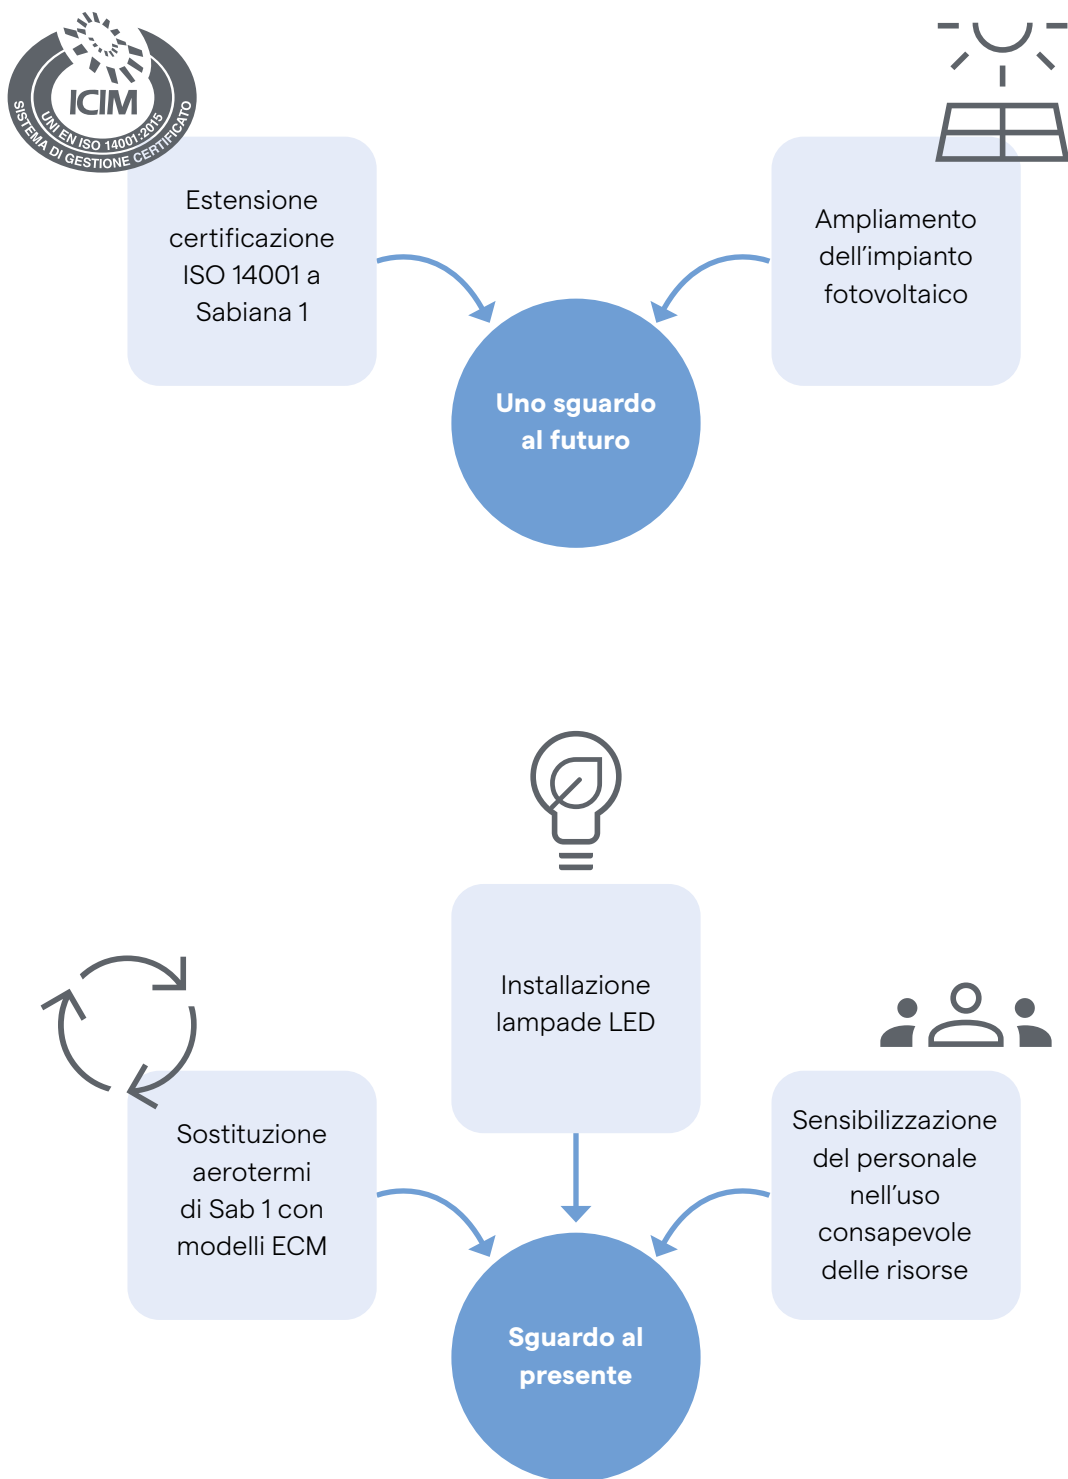 ICIM
UNI EN ISO 14001:2015
SISTEMA DI GESTIONE CERTIFICATO
Estensione
certificazione
ISO 14001 a
Sabiana 1
Ampliamento
dell’impianto
fotovoltaico
Uno sguardo
al futuro
Installazione
lampade LED
Sostituzione
aerotermi
di Sab 1 con
modelli ECM
Sensibilizzazione
del personale
nell’uso
consapevole
delle risorse
Sguardo al
presente